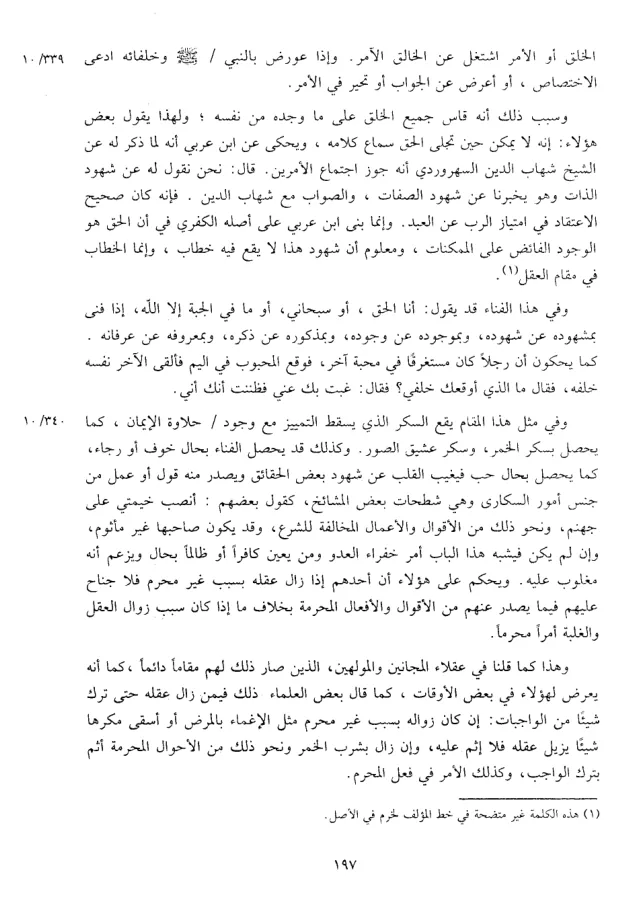 الخلق أو الأمر اشتغل عن الخالق الآمر. وإذا عورض بالنبي / ﷺ وخلفائه ادعى ١٠/٣٣٩
الاختصاص ، أو أعرض عن الجواب أو تحير في الأمر.
وسبب ذلك أنه قاس جميع الخلق على ما وجده من نفسه ؛ ولهذا يقول بعض
هؤلاء: إنه لا يمكن حين تجلى الحق سماع كلامه ، ويحكى عن ابن عربي أنه لما ذكر له عن
الشيخ شهاب الدين السهروردي أنه جوز اجتماع الأمرين. قال: نحن نقول له عن شهود
الذات وهو يخبرنا عن شهود الصفات ، والصواب مع شهاب الدين . فإنه كان صحيح
الاعتقاد في امتياز الرب عن العبد. وإنما بنى ابن عربي على أصله الكفري في أن الحق هو
الوجود الفائض على الممكنات ، ومعلوم أن شهود هذا لا يقع فيه خطاب ، وإنما الخطاب
في مقام العقل(١).
وفي هذا الفناء قد يقول: أنا الحق ، أو سبحاني، أو ما في الجبة إلا الله، إذا فنى
بمشهوده عن شهوده، وبموجوده عن وجوده، وبمذكوره عن ذكره، وبمعروفه عن عرفانه .
كما يحكون أن رجلاً كان مستغرقًا في محبة آخر، فوقع المحبوب في اليم فألقى الآخر نفسه
خلفه، فقال ما الذي أوقعك خلفي؟ فقال: غبت بك عني فظننت أنك أني.
وفي مثل هذا المقام يقع السكر الذي يسقط التمييز مع وجود / حلاوة الإيمان ، كما ١٠/٣٤٠
يحصل بسكر الخمر، وسكر عشيق الصور. وكذلك قد يحصل الفناء بحال خوف أو رجاء،
كما يحصل بحال حب فيغيب القلب عن شهود بعض الحقائق ويصدر منه قول أو عمل من
جنس أمور السكارى وهي شطحات بعض المشائخ، كقول بعضهم : أنصب خيمتي على
جهنم، ونحو ذلك من الأقوال والأعمال المخالفة للشرع، وقد يكون صاحبها غير مأثوم،
وإن لم يكن فيشبه هذا الباب أمر خفراء العدو ومن يعين كافراً أو ظالماً بحال ويزعم أنه
مغلوب عليه. ويحكم على هؤلاء أن أحدهم إذا زال عقله بسبب غير محرم فلا جناح
عليهم فيما يصدر عنهم من الأقوال والأفعال المحرمة بخلاف ما إذا كان سبب زوال العقل
والغلبة أمراً محرماً.
وهذا كما قلنا في عقلاء المجانين والمولهين، الذين صار ذلك لهم مقاماً دائماً ،كما أنه
يعرض لهؤلاء في بعض الأوقات ، كما قال بعض العلماء ذلك فيمن زال عقله حتى ترك
شيئًا من الواجبات: إن كان زواله بسبب غير محرم مثل الإغماء بالمرض أو أسقى مكرها
شيئًا يزيل عقله فلا إثم عليه، وإن زال بشرب الخمر ونحو ذلك من الأحوال المحرمة أثم
بترك الواجب، وكذلك الأمر في فعل المحرم.
(١) هذه الكلمة غير متضحة في خط المؤلف لخرم في الأصل.
١٩٧